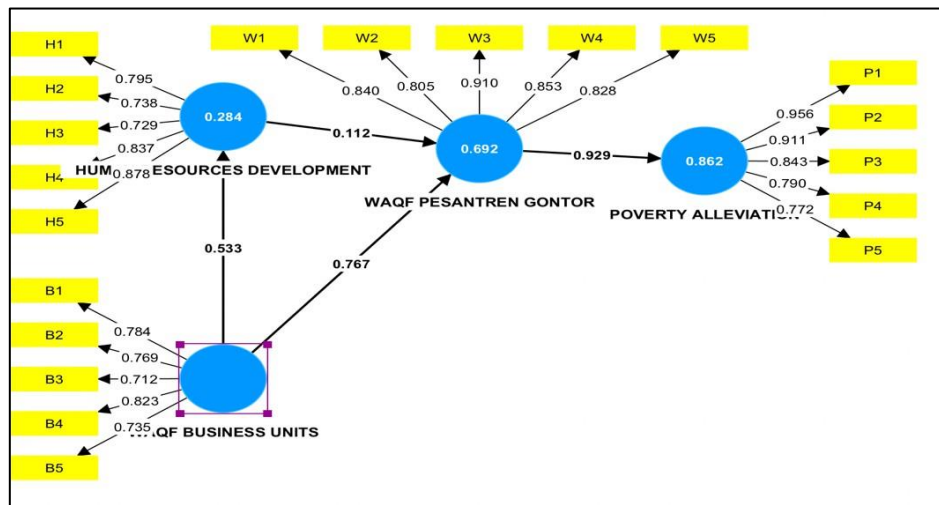 H1
H2
H3
H4
H5
0.795
0.738
0.729
0.837
0.878
0.284
RESOURCES DEVELOPMENT
W1
W2
W3
W4
W5
0.840
0.805
0.910
0.853
0.828
0.112
0.692
WAQF PESANTREN GONTOR
0.929
0.862
POVERTY ALLEVIATION
P1
P2
P3
P4
P5
0.956
0.911
0.843
0.790
0.772
0.533
0.767
B1
B2
B3
B4
B5
0.784
0.769
0.712
0.823
0.735
WAQF BUSINESS UNITS